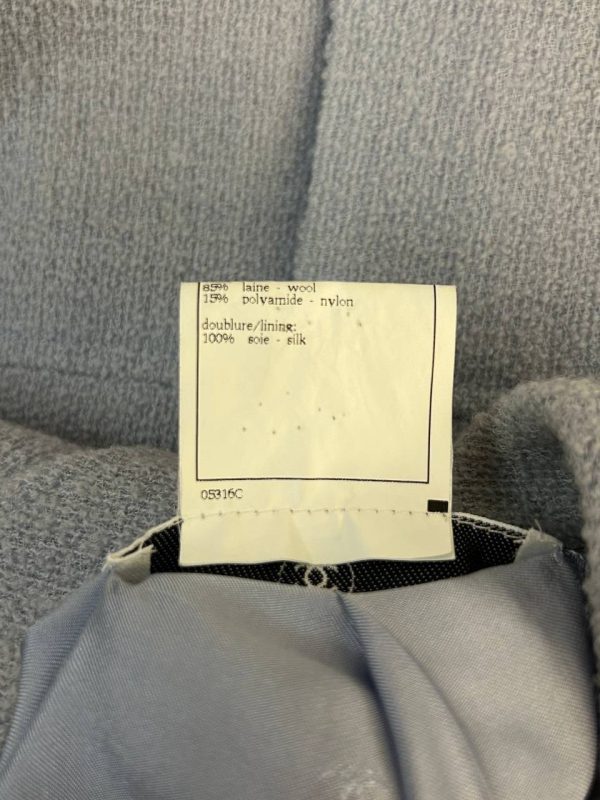 85% laine - wool
15% polyamide - nylon
doublure/lining:
100% soie - silk
05316C